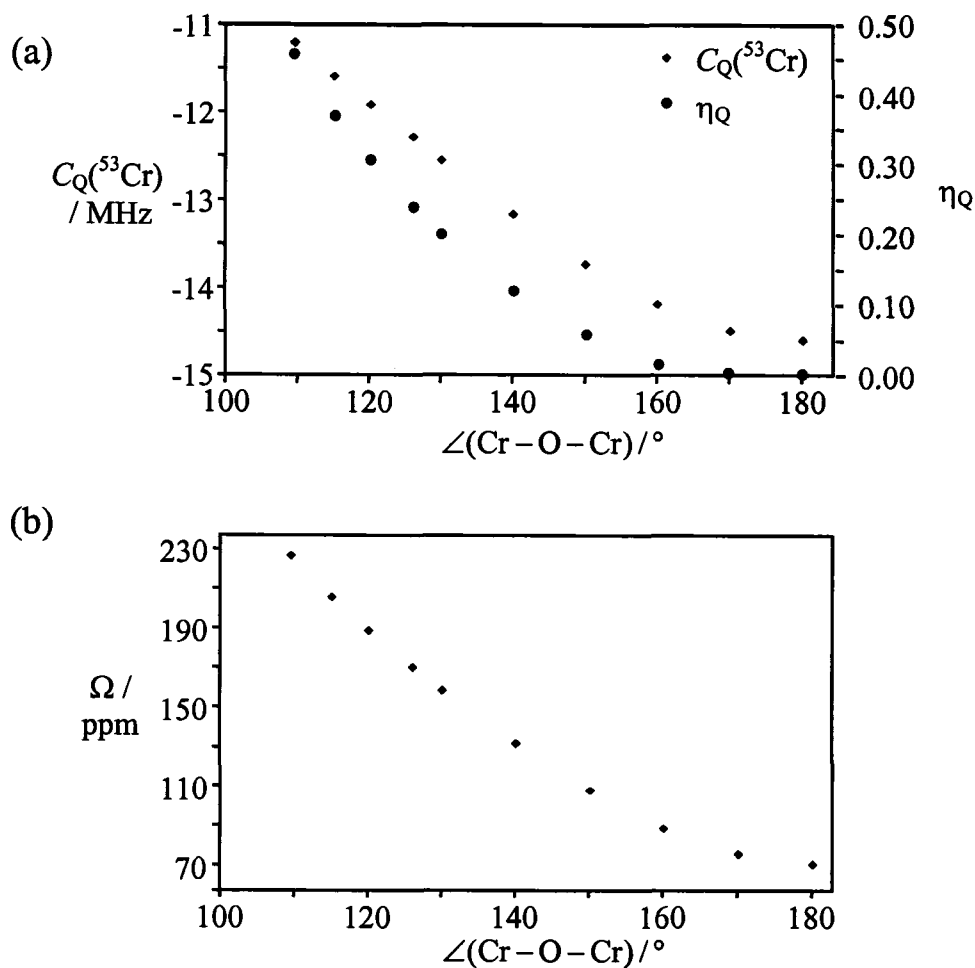 (a)
-11
-12
-13
-14
-15
C_Q(⁵³Cr)
/ MHz
C_Q(⁵³Cr)
η_Q
0.50
0.40
0.30
0.20
0.10
0.00
η_Q
100
120
140
160
180
∠(Cr – O – Cr) / °
(b)
230
190
150
110
70
Ω /
ppm
100
120
140
160
180
∠(Cr – O – Cr) / °